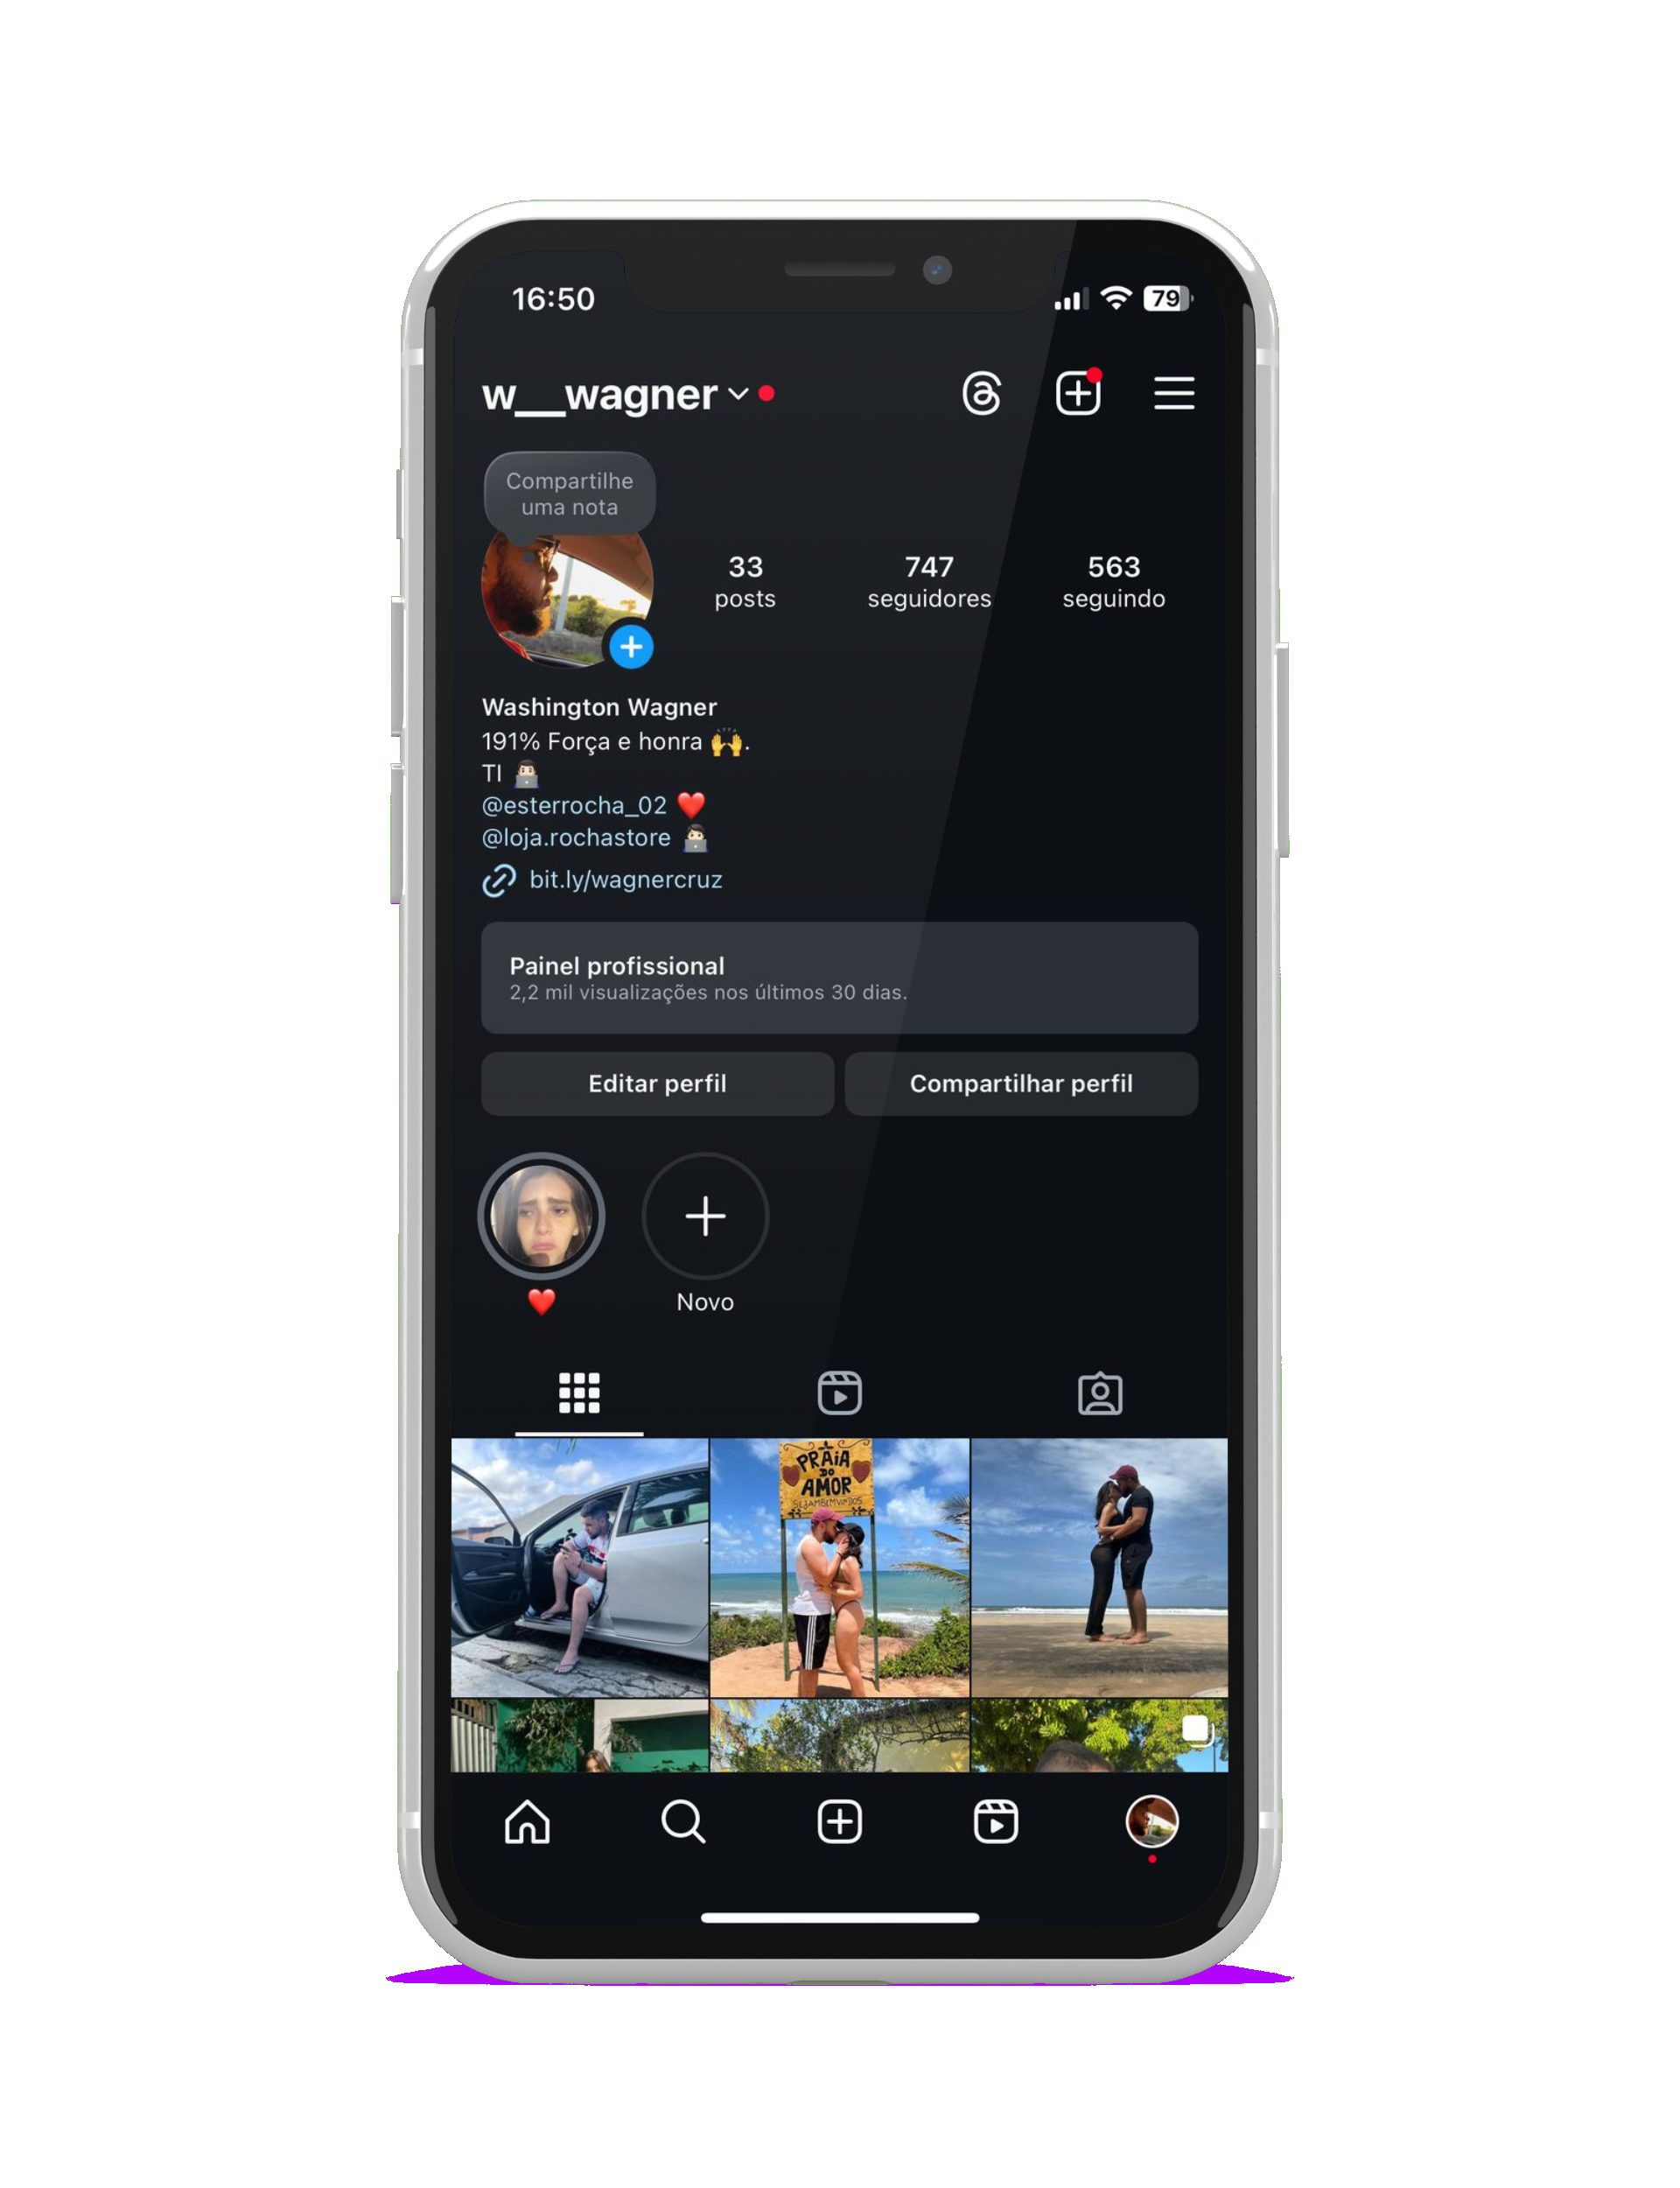 16:50
79
w__wagner
Compartilhe
uma nota
33
posts
747
seguidores
563
seguindo
Washington Wagner
191% Força e honra 🙌.
TI 👨🏻‍💻
@esterrocha_02 ❤️
@loja.rochastore 👨🏻‍💻
bit.ly/wagnercruz
Painel profissional
2,2 mil visualizações nos últimos 30 dias.
Editar perfil
Compartilhar perfil
❤️
Novo
PRAIA
DO
AMOR
SEJAM BEM VINDOS